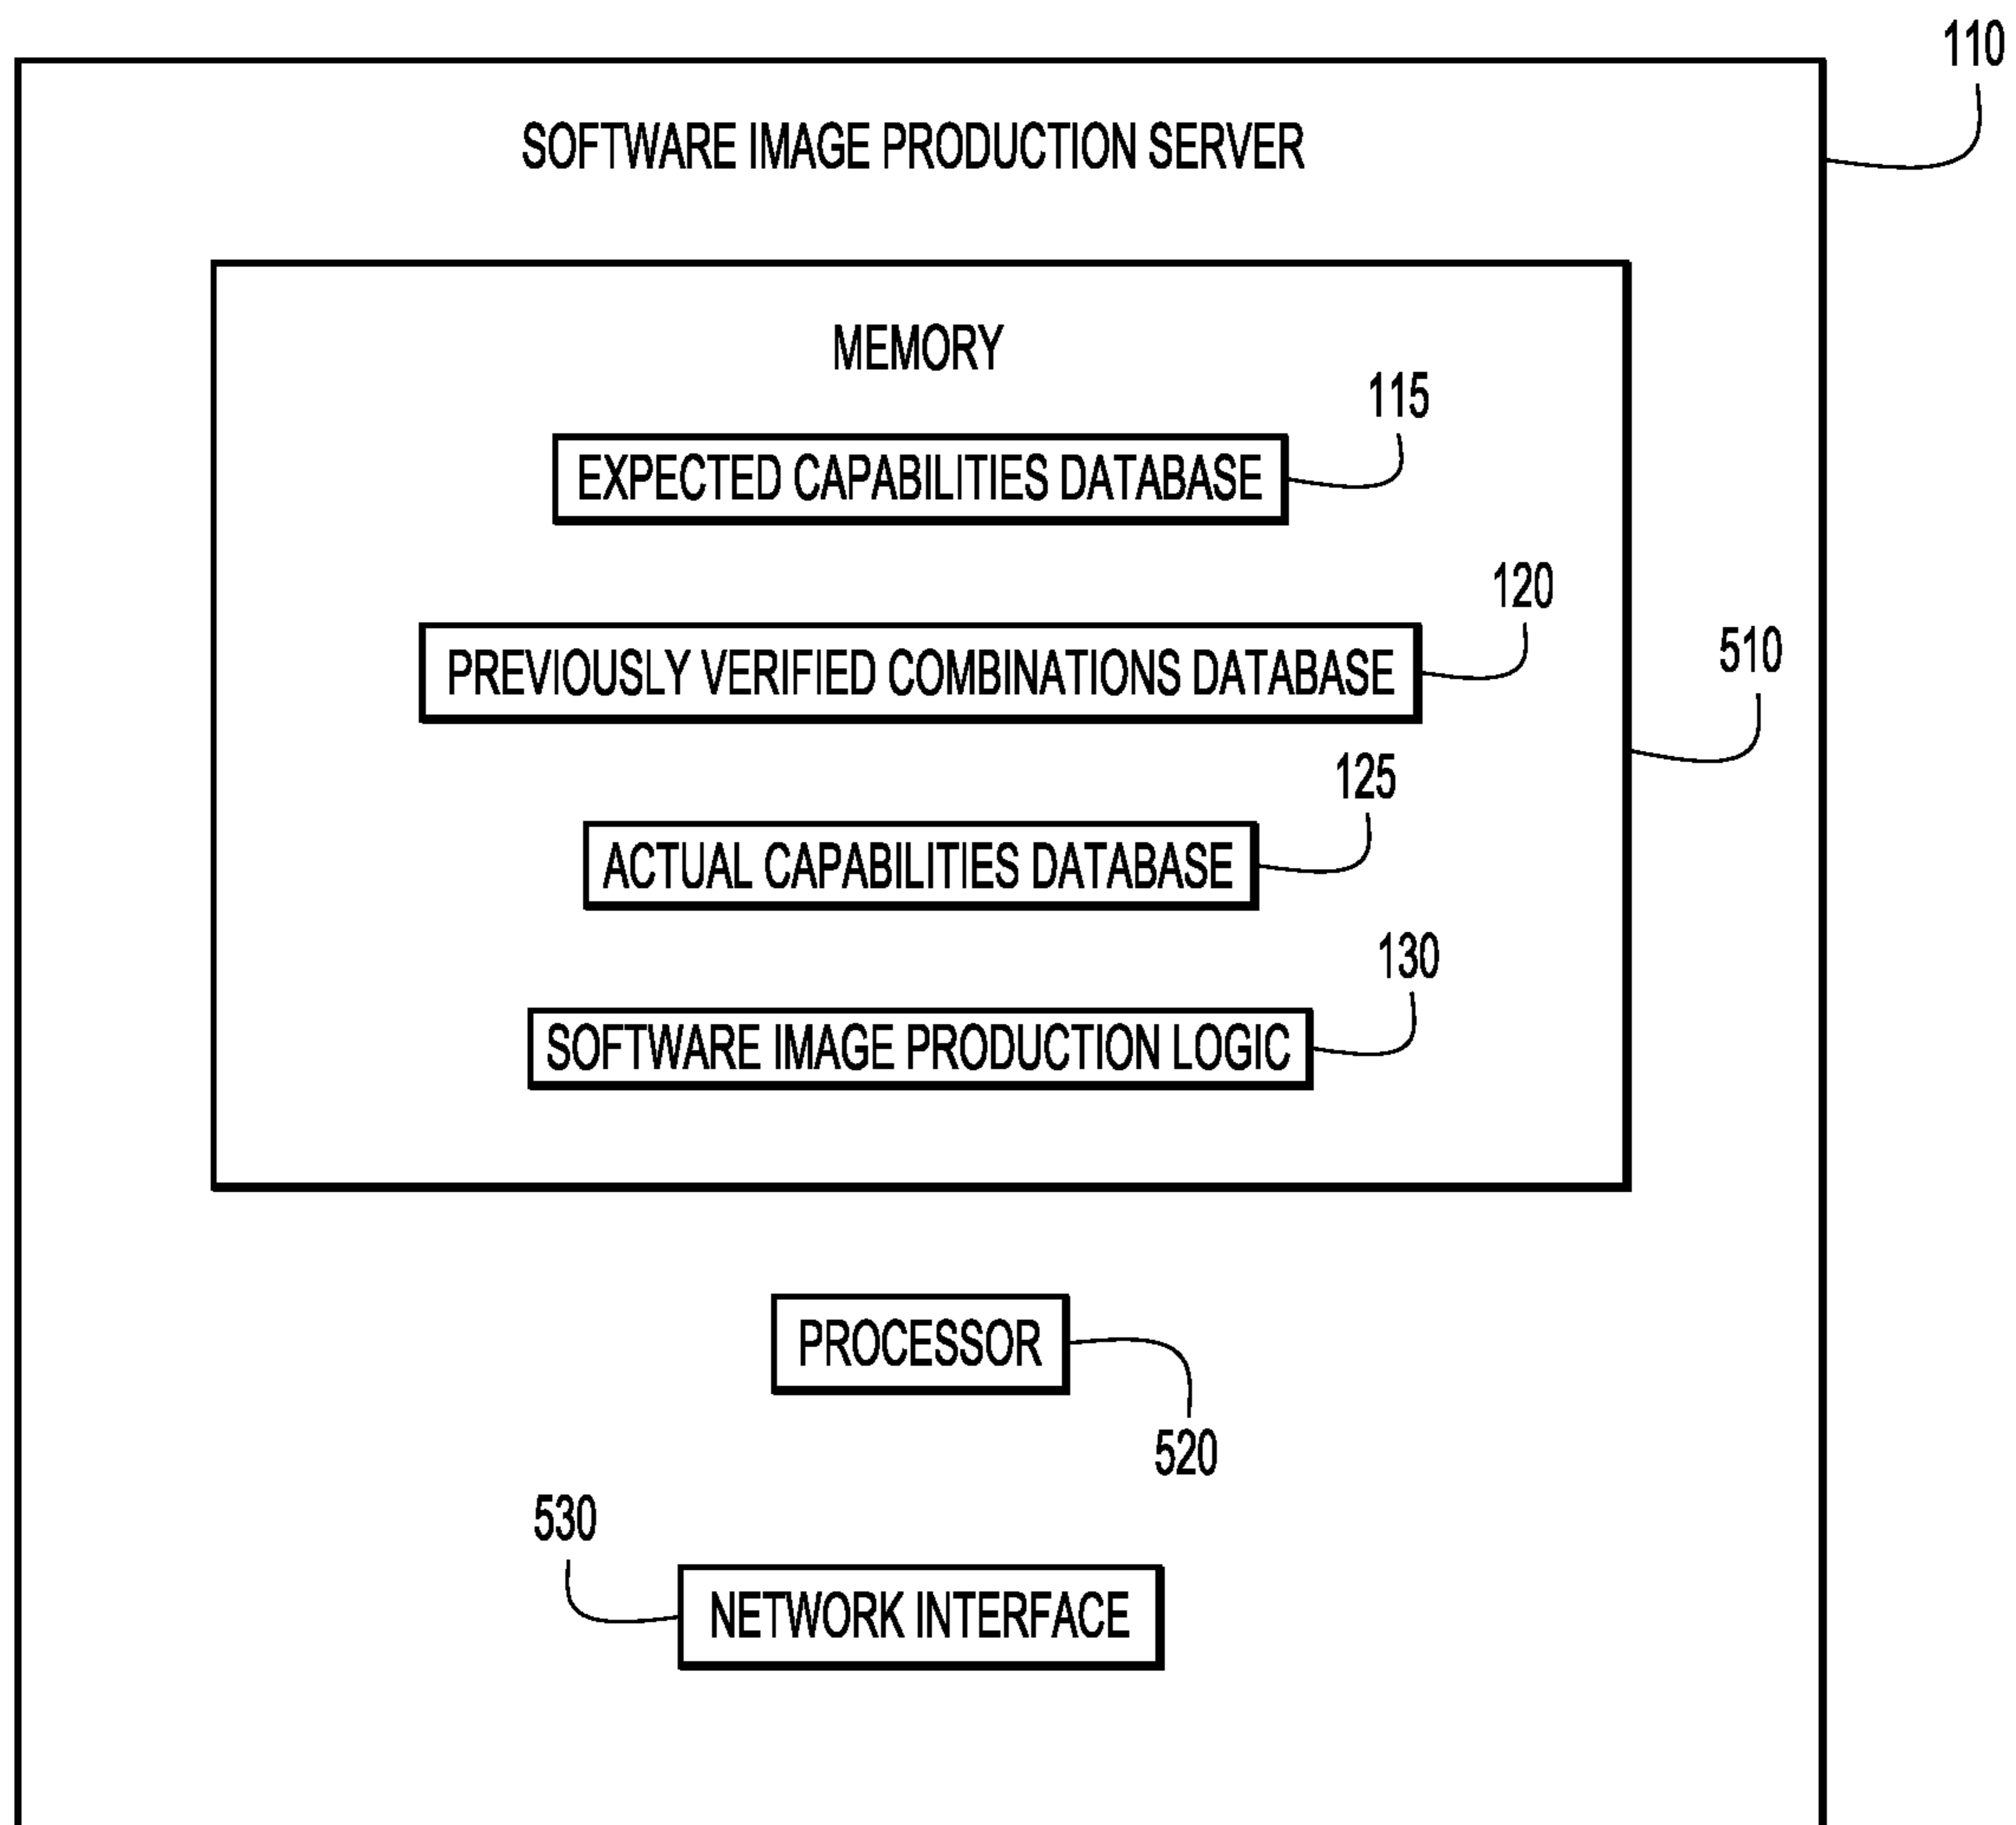 110
SOFTWARE IMAGE PRODUCTION SERVER
MEMORY
115
EXPECTED CAPABILITIES DATABASE
120
PREVIOUSLY VERIFIED COMBINATIONS DATABASE
510
125
ACTUAL CAPABILITIES DATABASE
130
SOFTWARE IMAGE PRODUCTION LOGIC
PROCESSOR
520
530
NETWORK INTERFACE